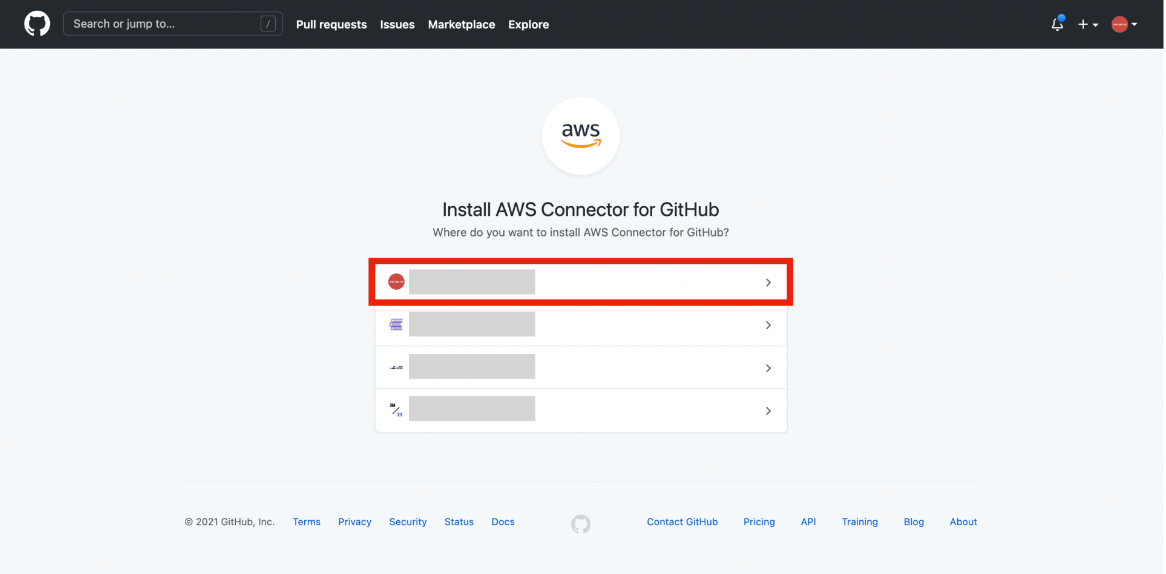 Search or jump to... / Pull requests Issues Marketplace Explore
aws
Install AWS Connector for GitHub
Where do you want to install AWS Connector for GitHub?
© 2021 GitHub, Inc. Terms Privacy Security Status Docs Contact GitHub Pricing API Training Blog About